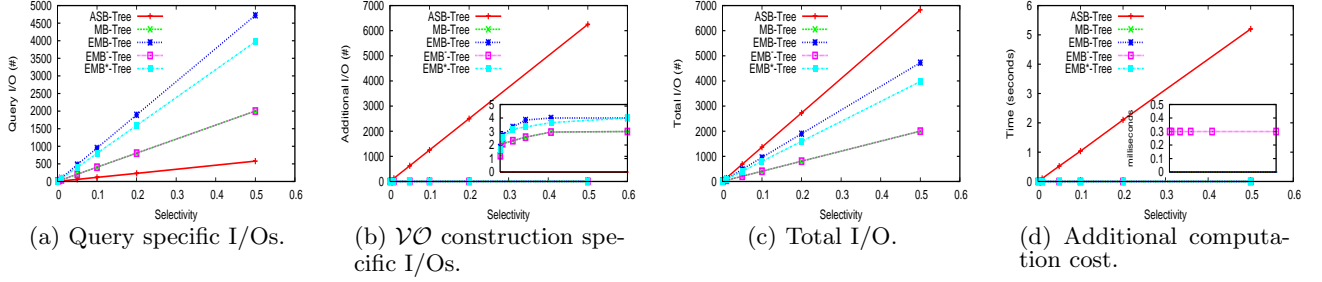 5000
4500
4000
3500
3000
2500
2000
1500
1000
500
0
Query I/O (#)
ASB-Tree
MB-Tree
EMB-Tree
EMB⁻-Tree
EMB*-Tree
0 0.1 0.2 0.3 0.4 0.5 0.6
Selectivity
(a) Query specific I/Os.
7000
6000
5000
4000
3000
2000
1000
0
Additional I/O (#)
ASB-Tree
MB-Tree
EMB-Tree
EMB⁻-Tree
EMB*-Tree
5
4
3
2
1
0
0 0.1 0.2 0.3 0.4 0.5 0.6
Selectivity
(b) 𝒱𝒪 construction spe-
cific I/Os.
7000
6000
5000
4000
3000
2000
1000
0
Total I/O (#)
ASB-Tree
MB-Tree
EMB-Tree
EMB⁻-Tree
EMB*-Tree
0 0.1 0.2 0.3 0.4 0.5 0.6
Selectivity
(c) Total I/O.
6
5
4
3
2
1
0
Time (seconds)
ASB-Tree
MB-Tree
EMB-Tree
EMB⁻-Tree
EMB*-Tree
milliseconds
0.5
0.4
0.3
0.2
0.1
0
0 0.1 0.2 0.3 0.4 0.5 0.6
Selectivity
(d) Additional computa-
tion cost.